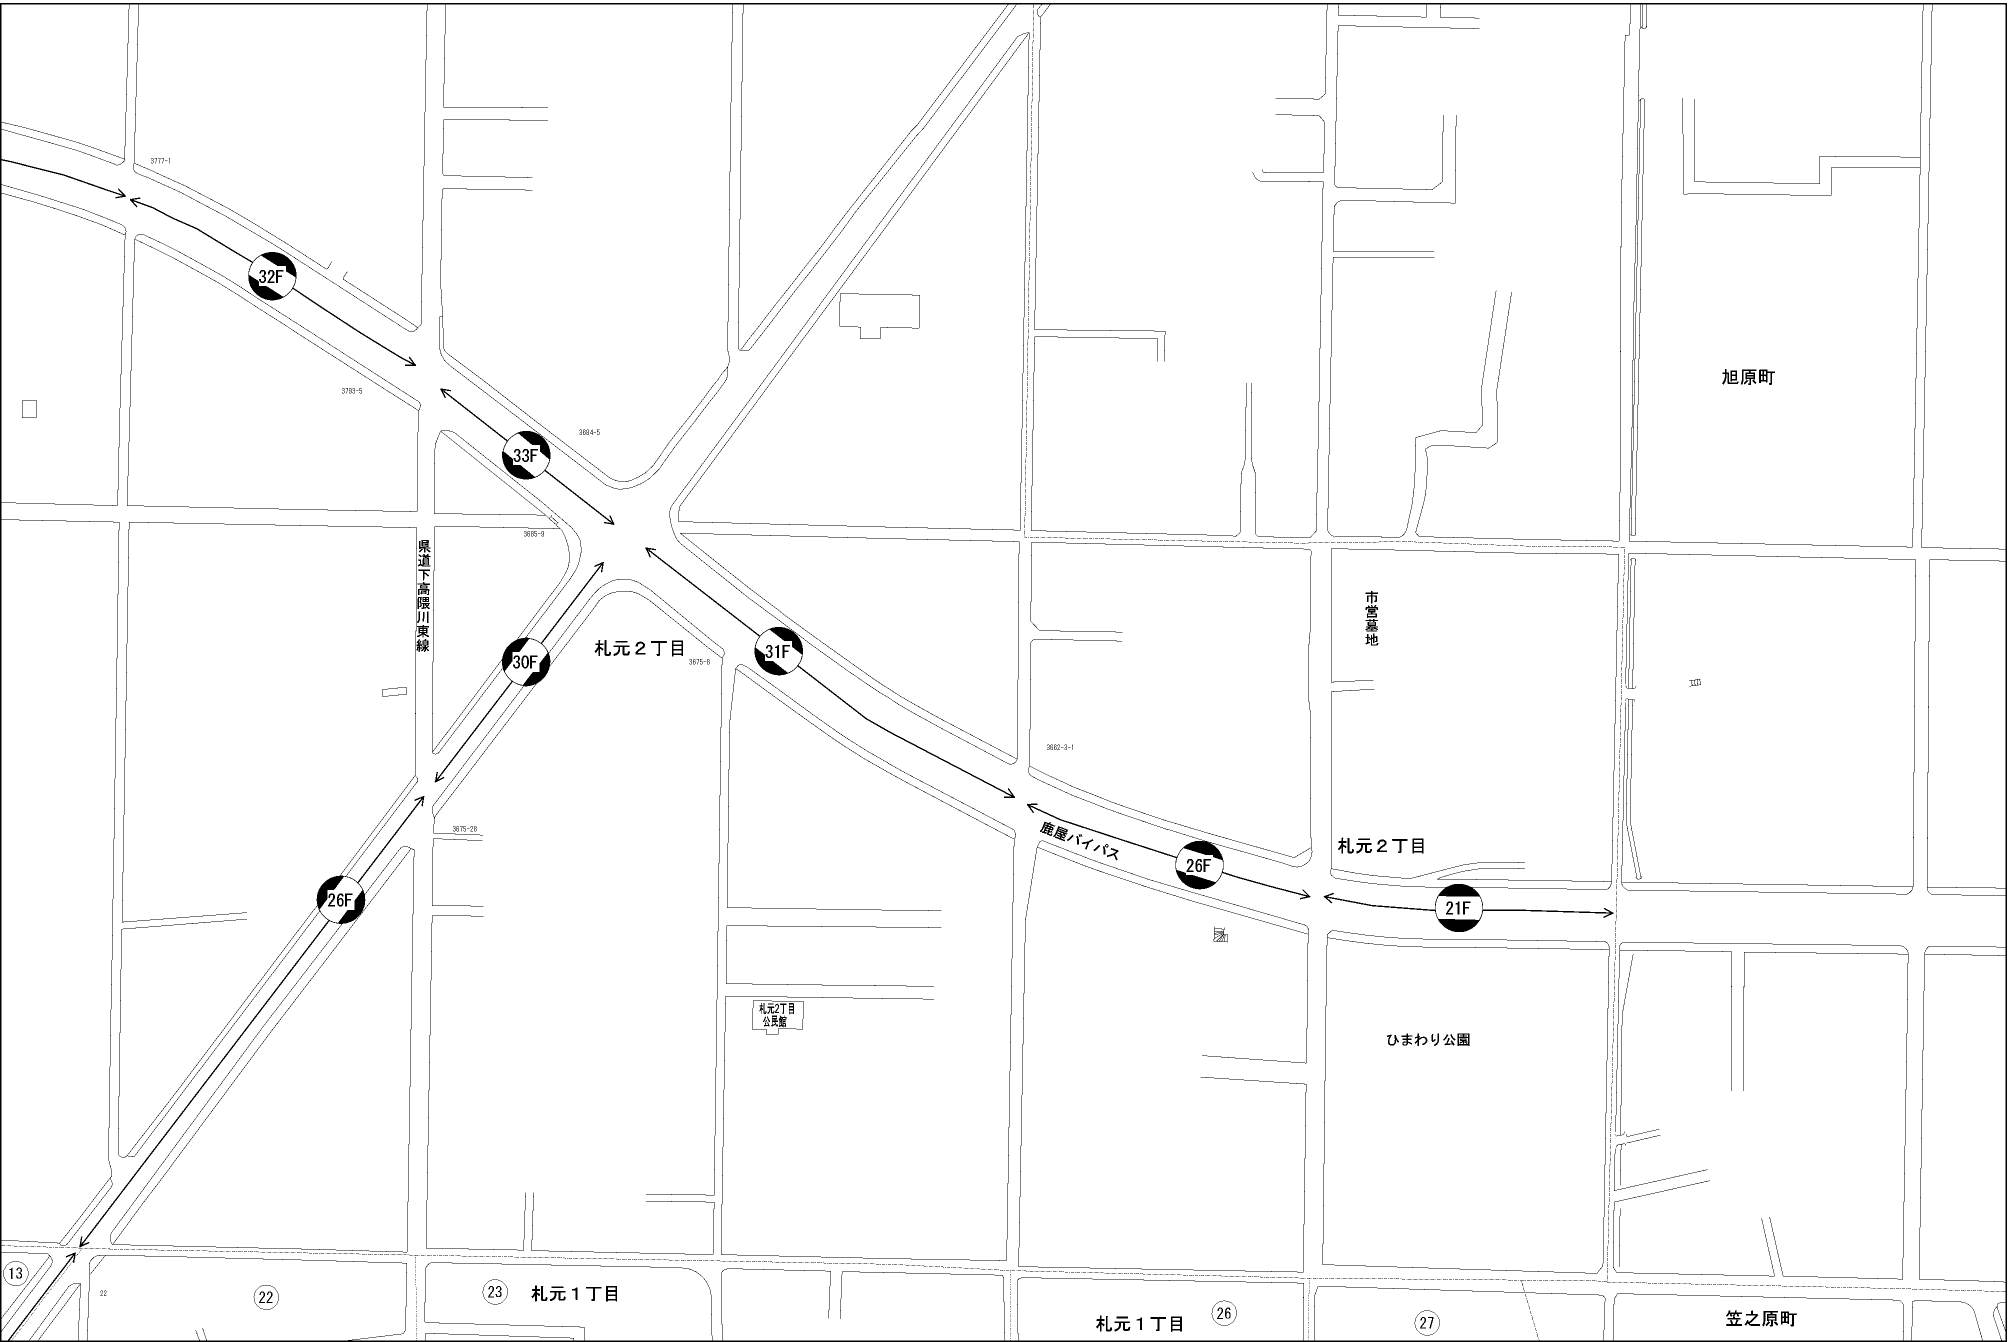 3777-1
32F
旭原町
3793-5
3684-5
33F
3685-9
県道下高隈川東線
市営墓地
札元２丁目
30F
31F
3675-8
3662-3-1
3675-28
鹿屋バイパス
札元２丁目
26F
26F
21F
札元2丁目
公民館
ひまわり公園
13
22
22
23
札元１丁目
札元１丁目
26
27
笠之原町